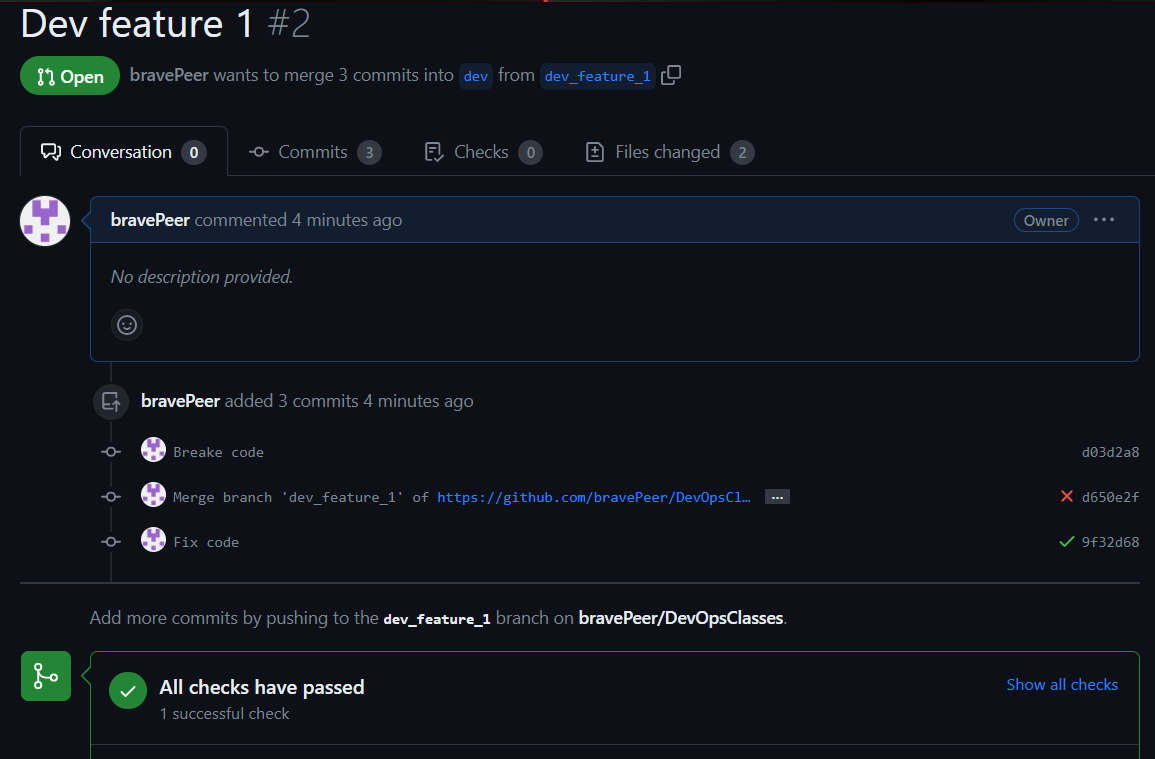 Dev feature 1 #2
Open bravePeer wants to merge 3 commits into dev from dev_feature_1
Conversation 0 Commits 3 Checks 0 Files changed 2
bravePeer commented 4 minutes ago Owner ...
No description provided.
bravePeer added 3 commits 4 minutes ago
Breake code d03d2a8
Merge branch 'dev_feature_1' of https://github.com/bravePeer/DevOpsCl… ... d650e2f
Fix code 9f32d68
Add more commits by pushing to the dev_feature_1 branch on bravePeer/DevOpsClasses.
All checks have passed Show all checks
1 successful check